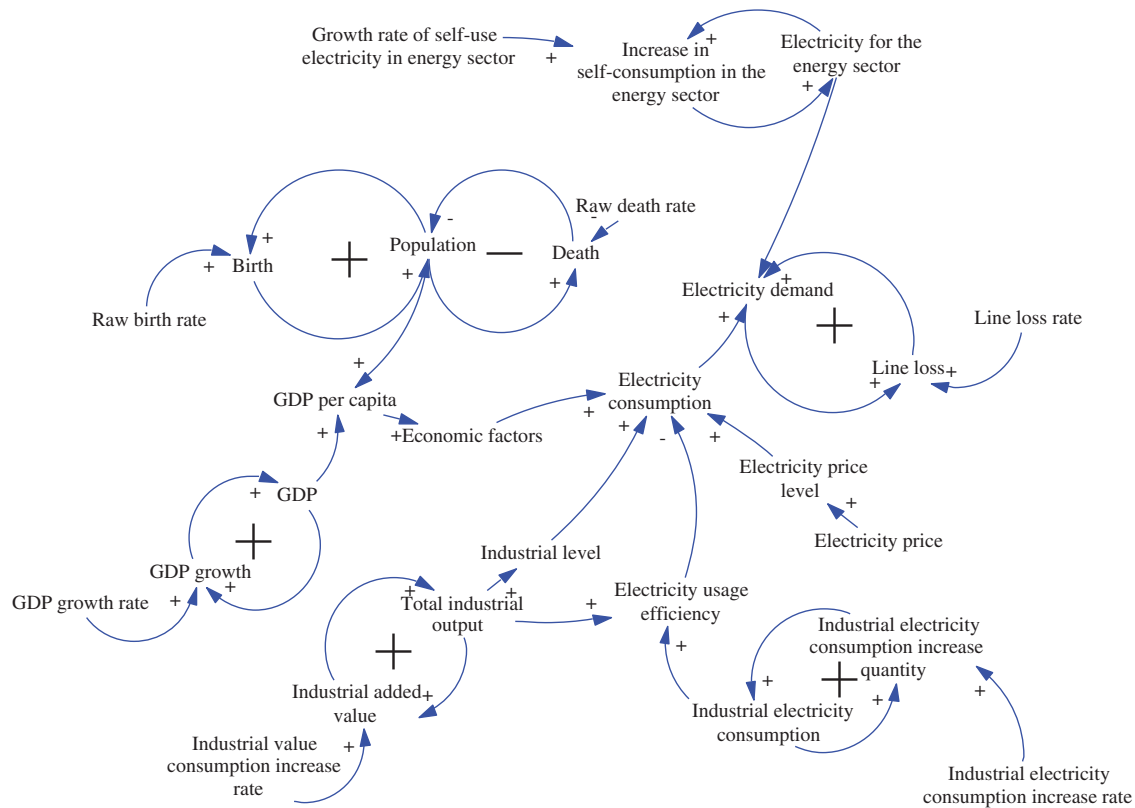 Growth rate of self-use
electricity in energy sector
+
Increase in
self-consumption in the
energy sector
+
Electricity for the
energy sector
+
Raw death rate
-
-
Population
Death
+
Birth
+
+
+
+
Raw birth rate
Electricity demand
+
+
Line loss rate
+
GDP per capita
+
+
Economic factors
Electricity
consumption
+
+
-
+
Line loss
+
+
Electricity price
level
+
Electricity price
GDP
+
+
GDP growth
+
GDP growth rate
+
Industrial level
+
Total industrial
output
+
+
Electricity usage
efficiency
+
+
Industrial added
value
+
Industrial value
consumption increase
rate
+
Industrial electricity
consumption increase
quantity
+
+
+
Industrial electricity
consumption
+
Industrial electricity
consumption increase rate